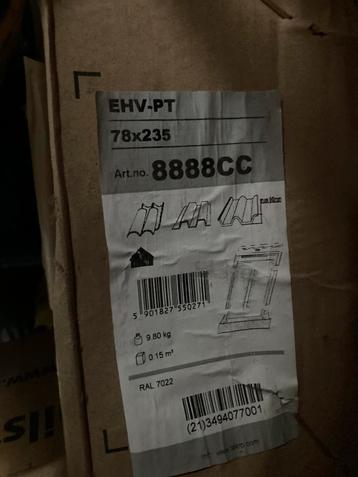 EHV-PT
78x235
Art.no. 8888CC
5 901827 550271
9.80 kg
0.15 m³
RAL 7022
(21)3494077001